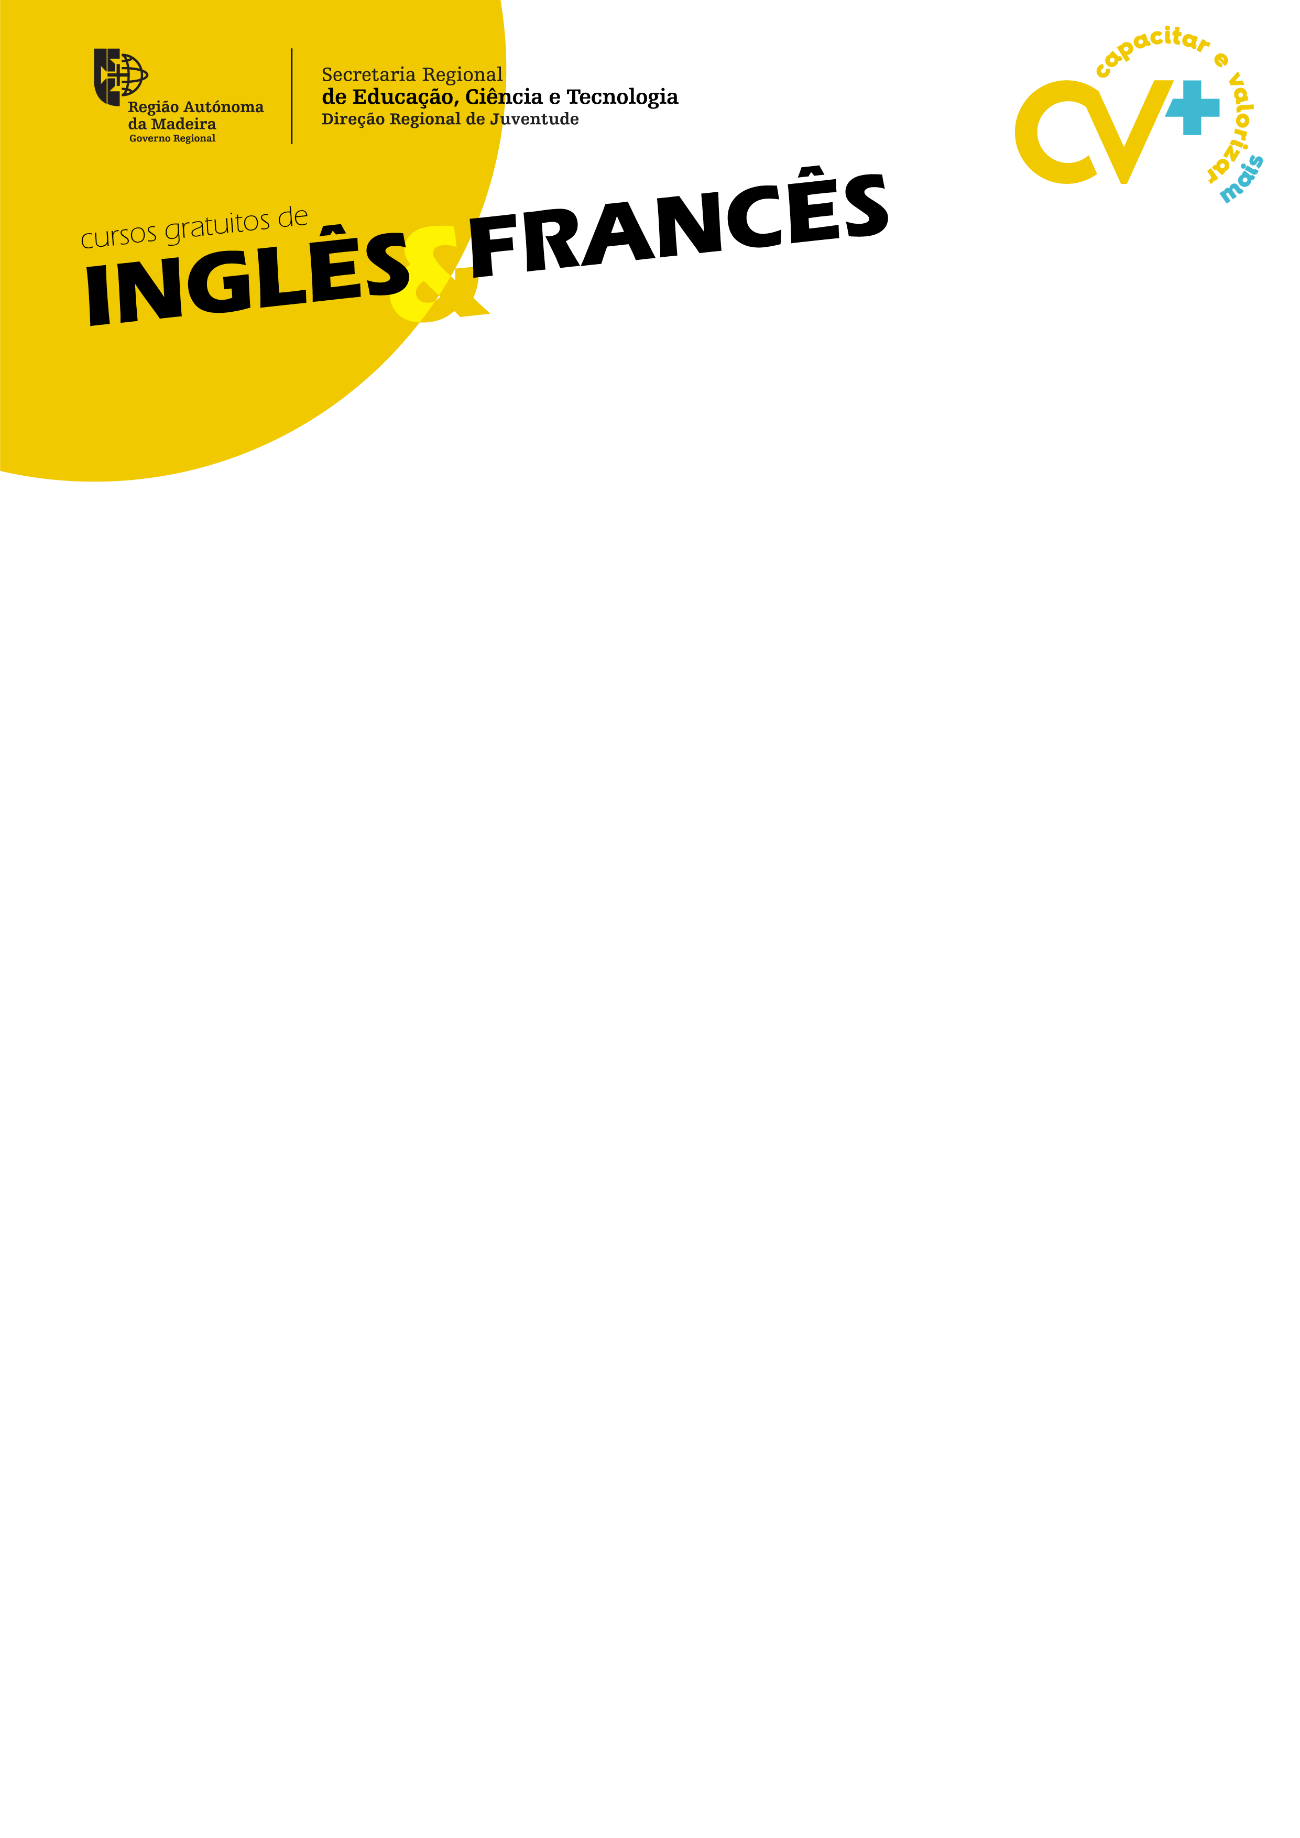 Região Autónoma
da Madeira
Governo Regional
Secretaria Regional
de Educação, Ciência e Tecnologia
Direção Regional de Juventude
CV+
capacitar e valorizar
mais
cursos gratuitos de
INGLÊS & FRANCÊS